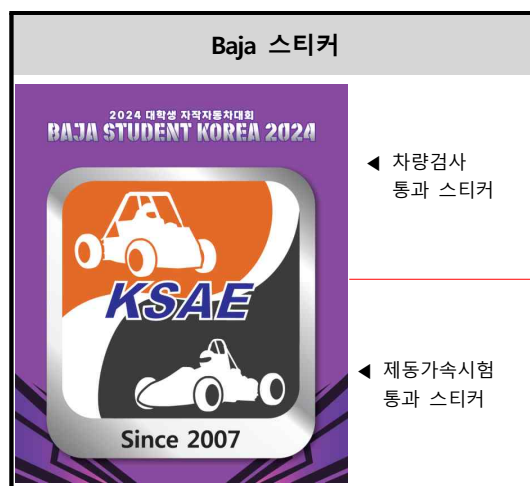 Baja 스티커
2024 대학생 자작자동차대회
BAJA STUDENT KOREA 2024
◀ 차량검사
통과 스티커
KSAE
◀ 제동가속시험
통과 스티커
Since 2007